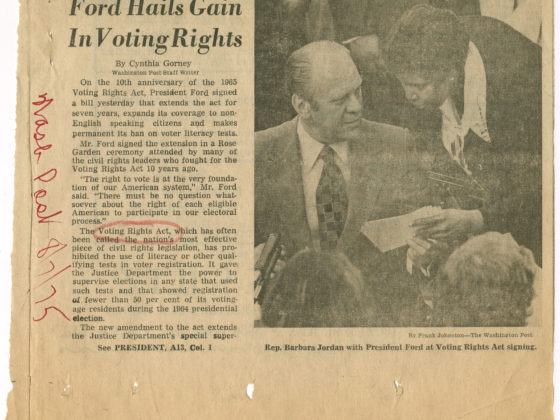 Ford Hails Gain
In Voting Rights
By Cynthia Gorney
Washington Post Staff Writer
On the 10th anniversary of the 1965
Voting Rights Act, President Ford signed
a bill yesterday that extends the act for
seven years, expands its coverage to non-
English speaking citizens and makes
permanent its ban on voter literacy tests.
Mr. Ford signed the extension in a Rose
Garden ceremony attended by many of
the civil rights leaders who fought for the
Voting Rights Act 10 years ago.
"The right to vote is at the very founda-
tion of our American system," Mr. Ford
said. "There must be no question what-
soever about the right of each eligible
American to participate in our electoral
process."
The Voting Rights Act, which has often
been called the nation's most effective
piece of civil rights legislation, has pro-
hibited the use of literacy or other qual-
ifying tests in voter registration. It gave
the Justice Department the power to
supervise elections in any state that used
such tests and that showed registration
of fewer than 50 per cent of its voting-
age residents during the 1964 presidential
election.
The new amendment to the act extends
the Justice Department's special super-
See PRESIDENT, A13, Col. 1
By Frank Johnston—The Washington Post
Rep. Barbara Jordan with President Ford at Voting Rights Act signing.
Wash Post 8/7/75